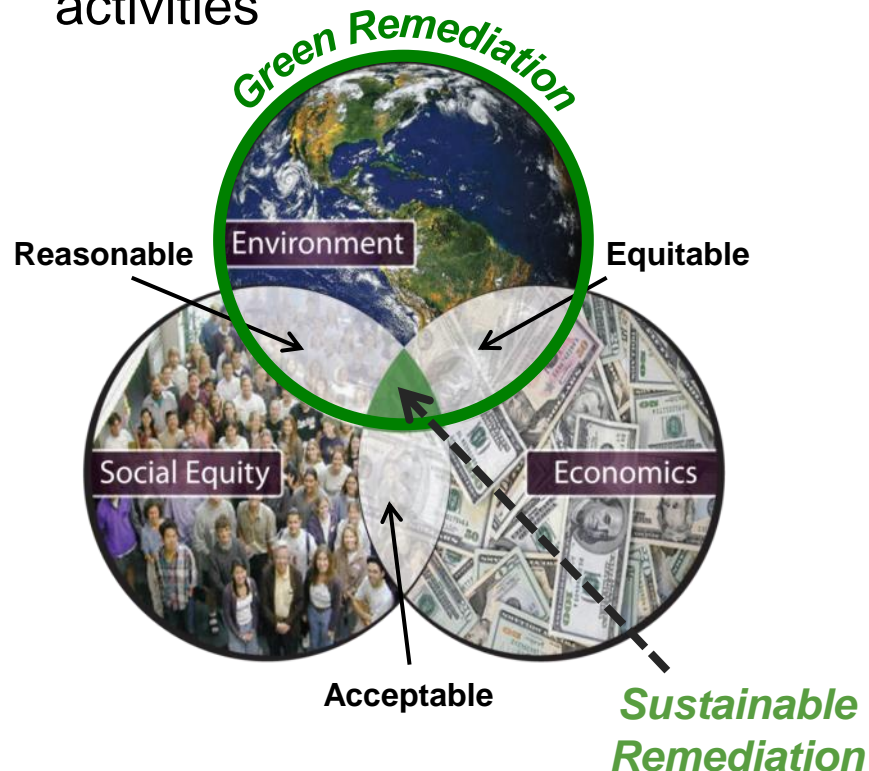 activities
Green Remediation
Environment
Reasonable
Equitable
Social Equity
Economics
Acceptable
Sustainable
Remediation